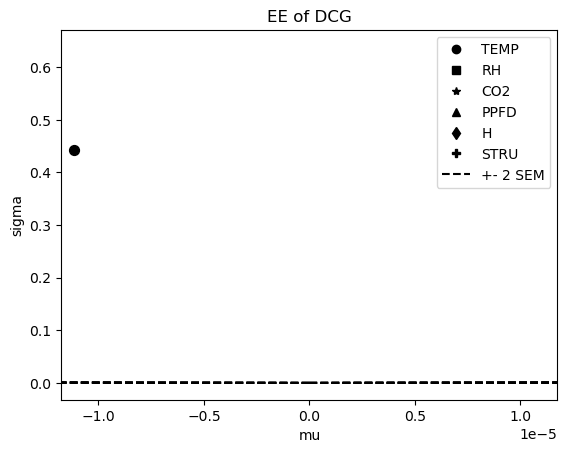 EE of DCG
TEMP
RH
CO2
PPFD
H
STRU
+- 2 SEM
sigma
0.6
0.5
0.4
0.3
0.2
0.1
0.0
−1.0
−0.5
0.0
0.5
1.0
1e−5
mu